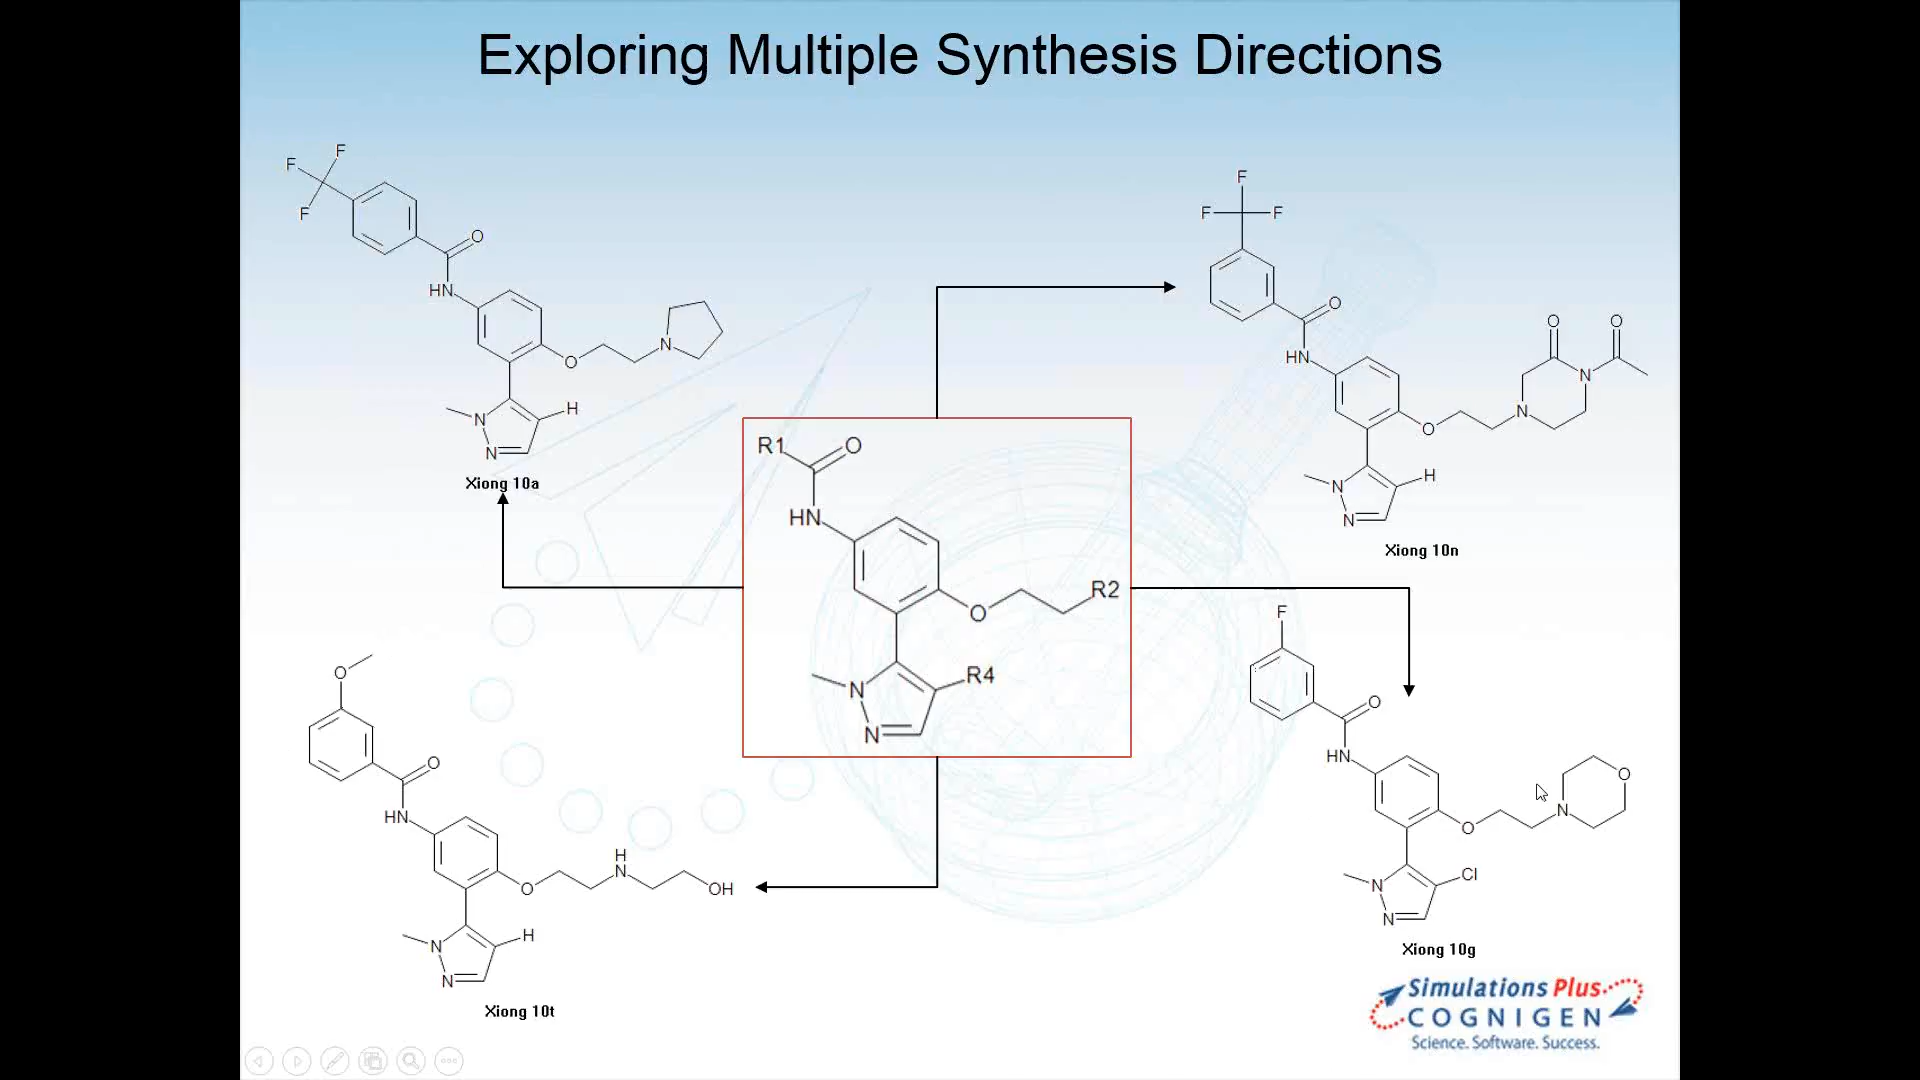 Exploring Multiple Synthesis Directions
F
F
F
O
HN
O
N
N
H
N
Xiong 10a
F
F
F
O
HN
O
O
N
N
O
N
H
N
Xiong 10n
R1
O
HN
R2
O
R4
N
N
O
O
HN
H
N
O
OH
N
H
N
Xiong 10t
F
O
HN
O
N
O
N
Cl
N
Xiong 10g
Simulations Plus
COGNIGEN
Science. Software. Success.